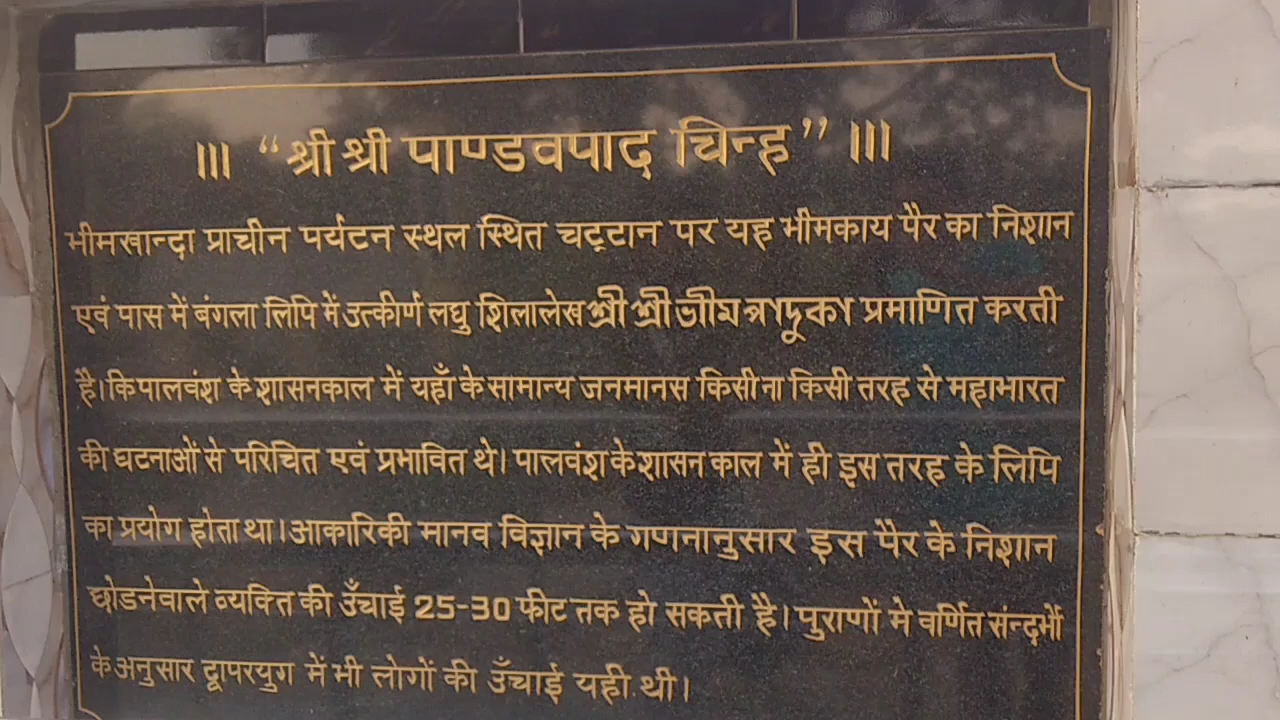 ||| “श्री श्री पाण्डवपाद चिन्ह” |||
भीमखान्दा प्राचीन पर्यटन स्थल स्थित चट्टान पर यह भीमकाय पैर का निशान
एवं पास में बंगला लिपि में उत्कीर्ण लघु शिलालेख श्री श्री भीम पादुका प्रमाणित करती
है। कि पालवंश के शासनकाल में यहाँ के सामान्य जनमानस किसी ना किसी तरह से महाभारत
की घटनाओं से परिचित एवं प्रभावित थे। पालवंश के शासन काल में ही इस तरह के लिपि
का प्रयोग होता था। आकारिकी मानव विज्ञान के गणनानुसार इस पैर के निशान
छोडनेवाले व्यक्ति की उँचाई 25-30 फीट तक हो सकती है। पुराणों मे वर्णित संन्दर्भो
के अनुसार द्वापरयुग में भी लोगों की उँचाई यही थी।